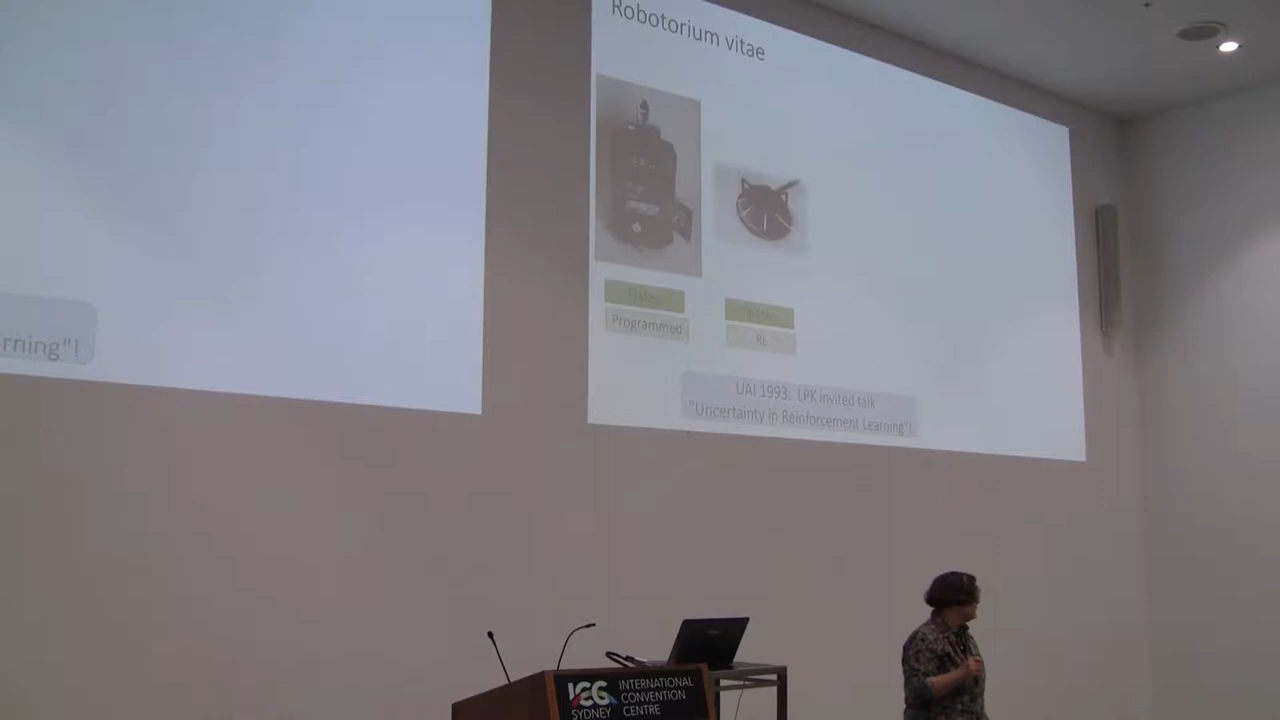 Robotorium vitae
Programmed
RL
UAI 1993: LPK invited talk
"Uncertainty in Reinforcement Learning"!
rning"!
ICC
SYDNEY
INTERNATIONAL
CONVENTION
CENTRE